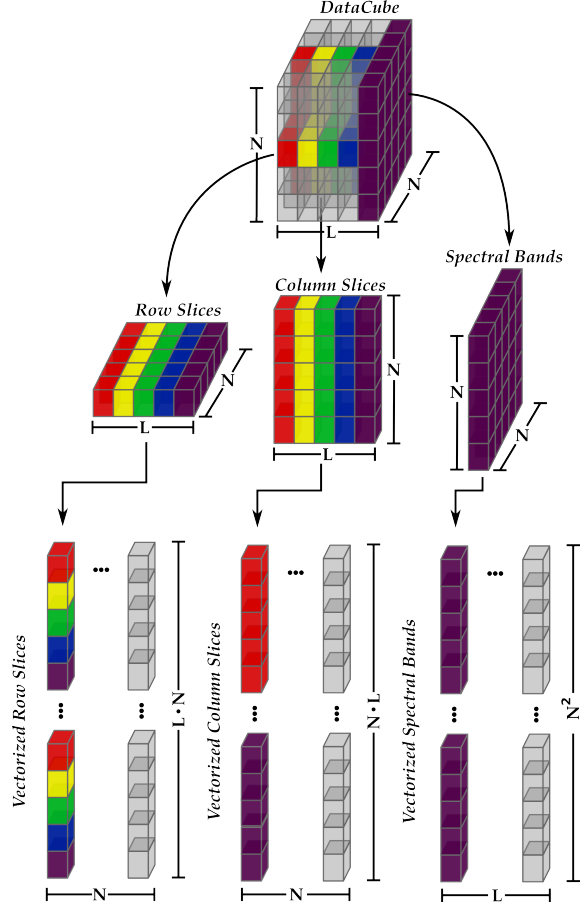 DataCube
N
N
L
Spectral Bands
Column Slices
Row Slices
N
L
N
L
N
N
...
...
...
...
...
...
...
...
...
Vectorized Row Slices
L · N
N
Vectorized Column Slices
N · L
N
Vectorized Spectral Bands
N²
L